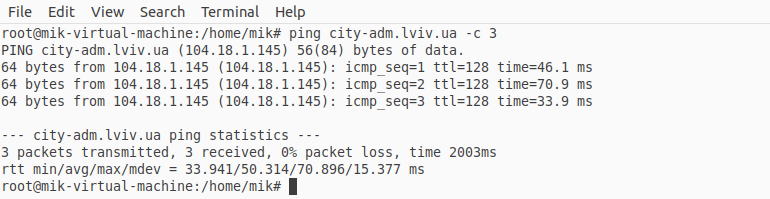 File Edit View Search Terminal Help
root@mik-virtual-machine:/home/mik# ping city-adm.lviv.ua -c 3
PING city-adm.lviv.ua (104.18.1.145) 56(84) bytes of data.
64 bytes from 104.18.1.145 (104.18.1.145): icmp_seq=1 ttl=128 time=46.1 ms
64 bytes from 104.18.1.145 (104.18.1.145): icmp_seq=2 ttl=128 time=70.9 ms
64 bytes from 104.18.1.145 (104.18.1.145): icmp_seq=3 ttl=128 time=33.9 ms

--- city-adm.lviv.ua ping statistics ---
3 packets transmitted, 3 received, 0% packet loss, time 2003ms
rtt min/avg/max/mdev = 33.941/50.314/70.896/15.377 ms
root@mik-virtual-machine:/home/mik#